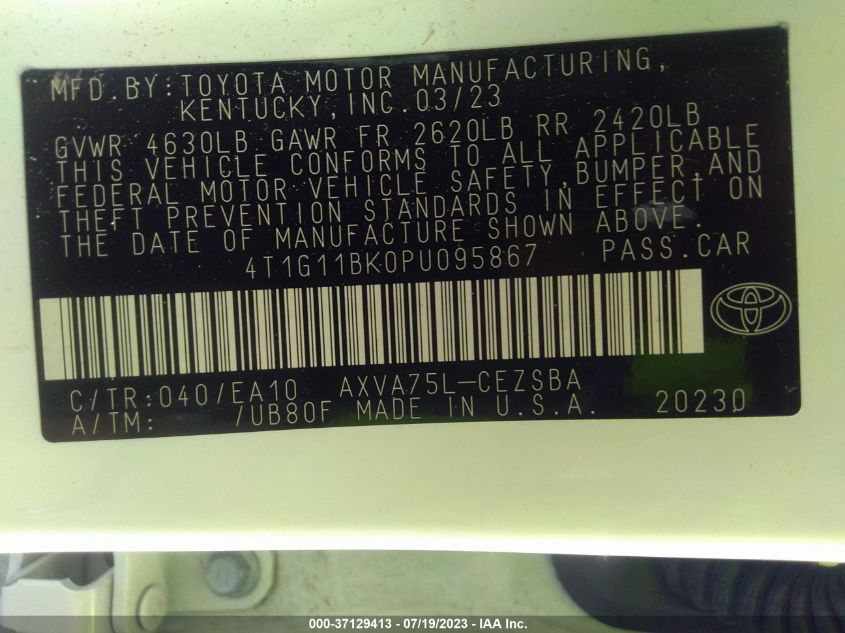 MFD.BY:TOYOTA MOTOR MANUFACTURING,
KENTUCKY,INC.03/23
GVWR 4630LB GAWR FR 2620LB RR 2420LB
THIS VEHICLE CONFORMS TO ALL APPLICABLE
FEDERAL MOTOR VEHICLE SAFETY,BUMPER,AND
THEFT PREVENTION STANDARDS IN EFFECT ON
THE DATE OF MANUFACTURE SHOWN ABOVE.
4T1G11BK0PU095867 PASS.CAR
C/TR:040/EA10 AXVA75L-CEZSBA
A/TM: /UB80F MADE IN U.S.A. 20230
000-37129413 - 07/19/2023 - IAA Inc.